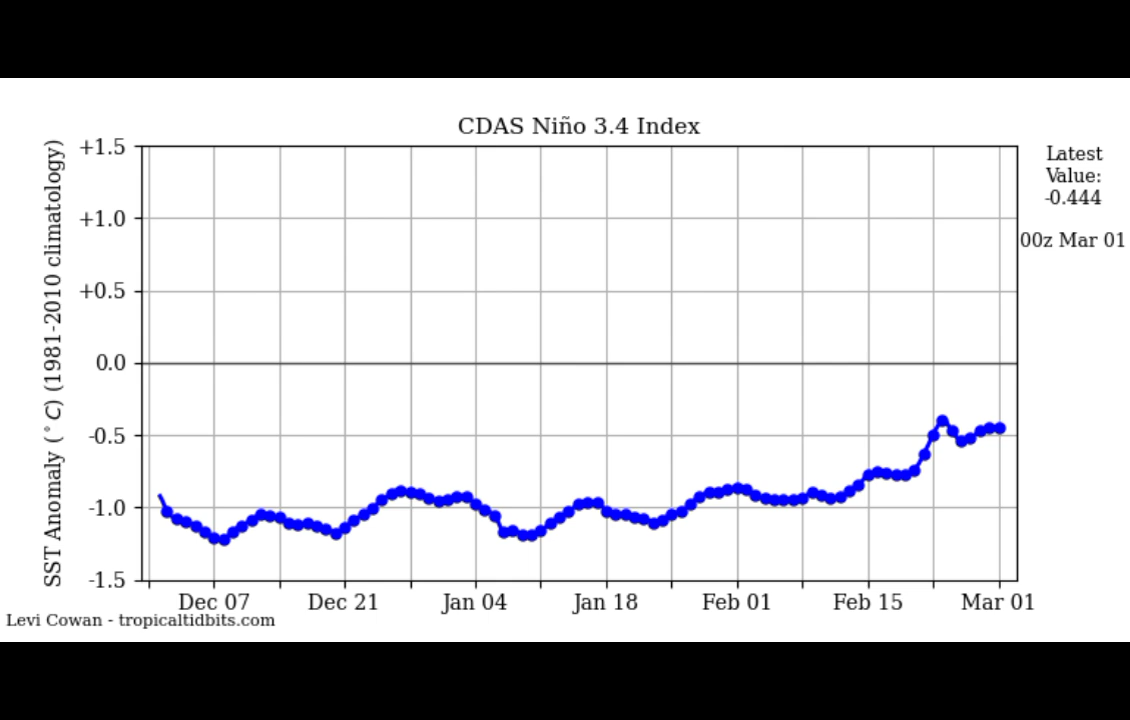 CDAS Niño 3.4 Index
SST Anomaly (°C) (1981-2010 climatology)
+1.5
+1.0
+0.5
0.0
-0.5
-1.0
-1.5
Dec 07 Dec 21 Jan 04 Jan 18 Feb 01 Feb 15 Mar 01
Latest
Value:
-0.444
00z Mar 01
Levi Cowan - tropicaltidbits.com